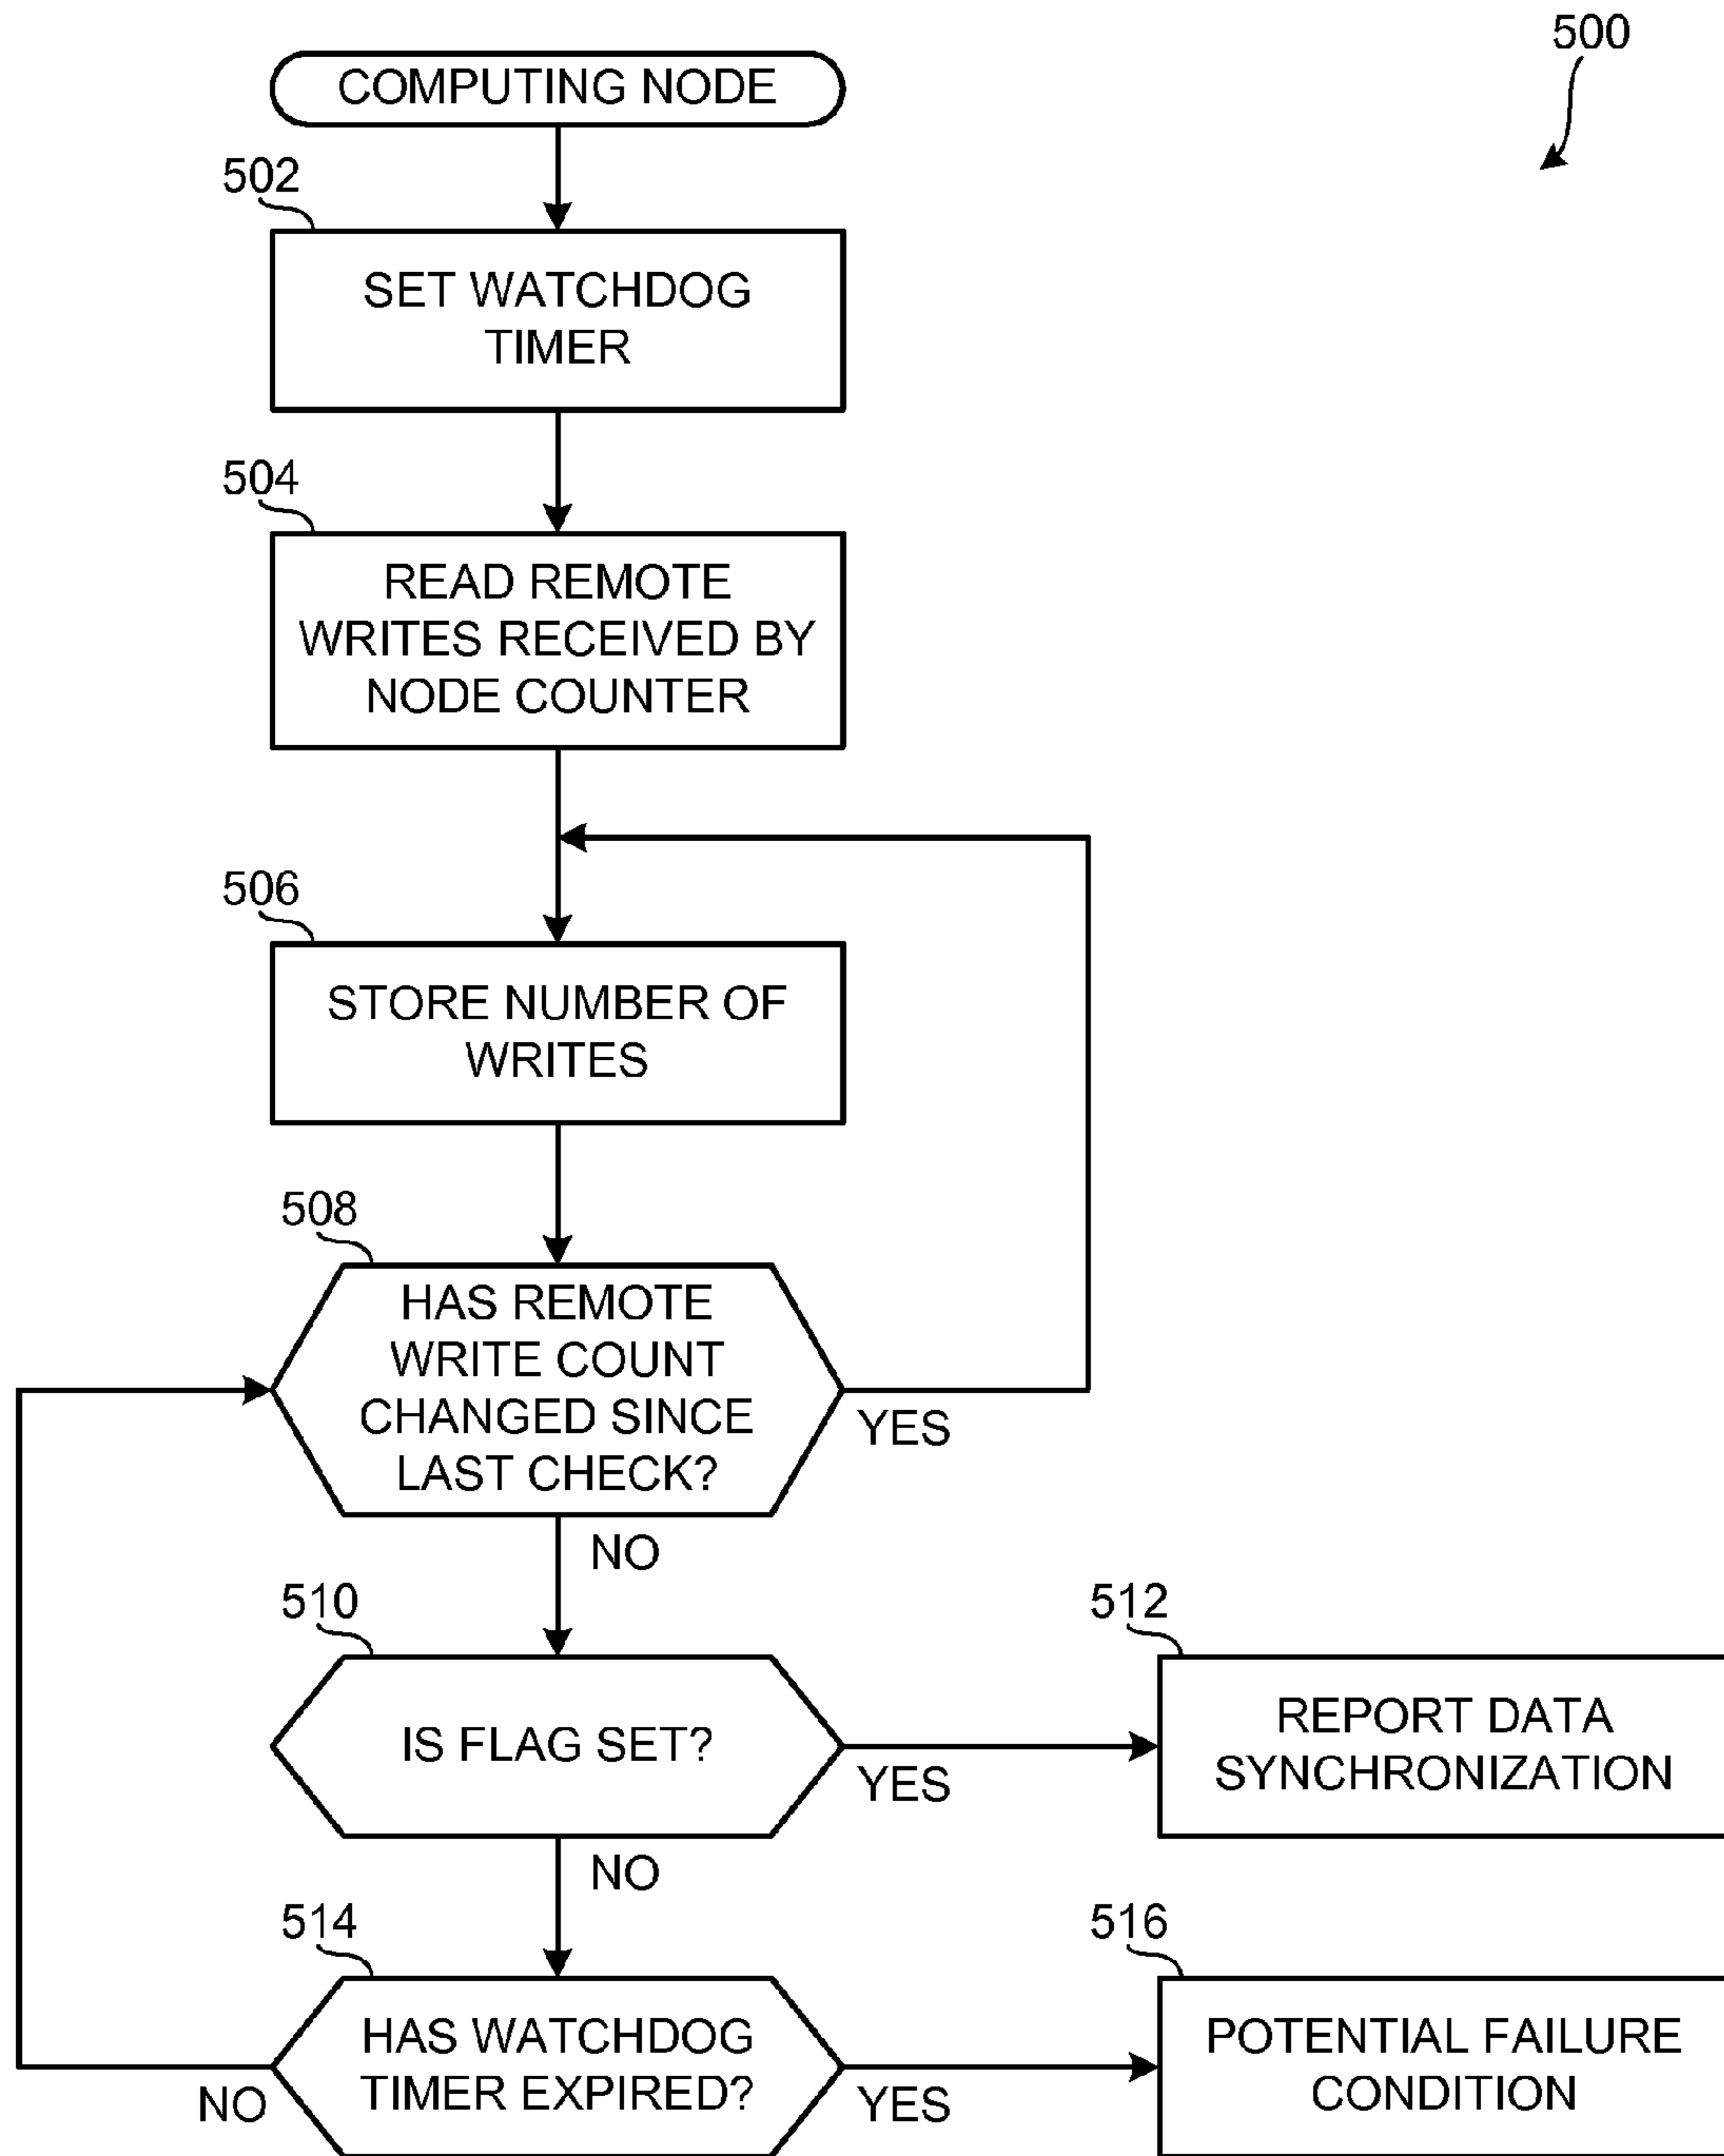 500
COMPUTING NODE
502
SET WATCHDOG
TIMER
504
READ REMOTE
WRITES RECEIVED BY
NODE COUNTER
506
STORE NUMBER OF
WRITES
508
HAS REMOTE
WRITE COUNT
CHANGED SINCE
LAST CHECK?
YES
NO
510
IS FLAG SET?
YES
NO
512
REPORT DATA
SYNCHRONIZATION
514
HAS WATCHDOG
TIMER EXPIRED?
NO
YES
516
POTENTIAL FAILURE
CONDITION